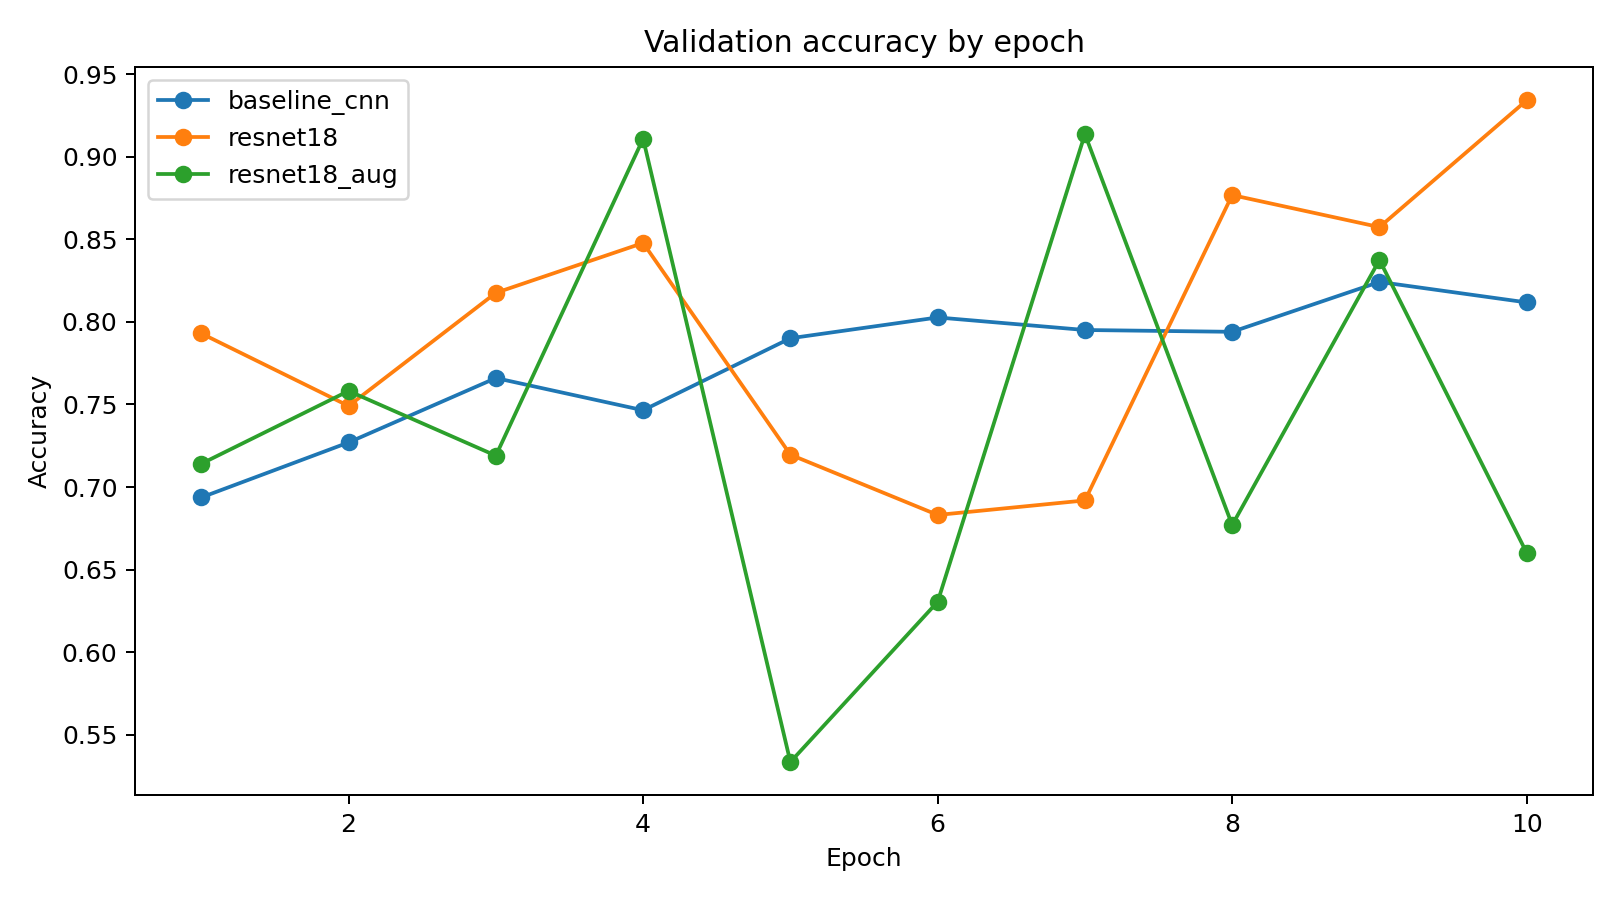 Validation accuracy by epoch
baseline_cnn
resnet18
resnet18_aug
Accuracy
0.95
0.90
0.85
0.80
0.75
0.70
0.65
0.60
0.55
2 4 6 8 10
Epoch